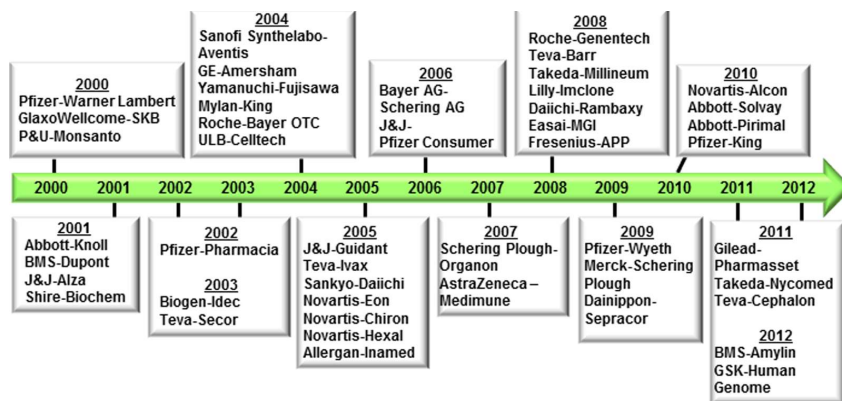 2000
Pfizer-Warner Lambert
GlaxoWellcome-SKB
P&U-Monsanto
2004
Sanofi Synthelabo-
Aventis
GE-Amersham
Yamanuchi-Fujisawa
Mylan-King
Roche-Bayer OTC
ULB-Celltech
2006
Bayer AG-
Schering AG
J&J-
Pfizer Consumer
2008
Roche-Genentech
Teva-Barr
Takeda-Millineum
Lilly-Imclone
Daiichi-Rambaxy
Easai-MGI
Fresenius-APP
2010
Novartis-Alcon
Abbott-Solvay
Abbott-Pirimal
Pfizer-King
2000 2001 2002 2003 2004 2005 2006 2007 2008 2009 2010 2011 2012
2001
Abbott-Knoll
BMS-Dupont
J&J-Alza
Shire-Biochem
2002
Pfizer-Pharmacia
2003
Biogen-Idec
Teva-Secor
2005
J&J-Guidant
Teva-Ivax
Sankyo-Daiichi
Novartis-Eon
Novartis-Chiron
Novartis-Hexal
Allergan-Inamed
2007
Schering Plough-
Organon
AstraZeneca –
Medimune
2009
Pfizer-Wyeth
Merck-Schering
Plough
Dainippon-
Sepracor
2011
Gilead-
Pharmasset
Takeda-Nycomed
Teva-Cephalon
2012
BMS-Amylin
GSK-Human
Genome